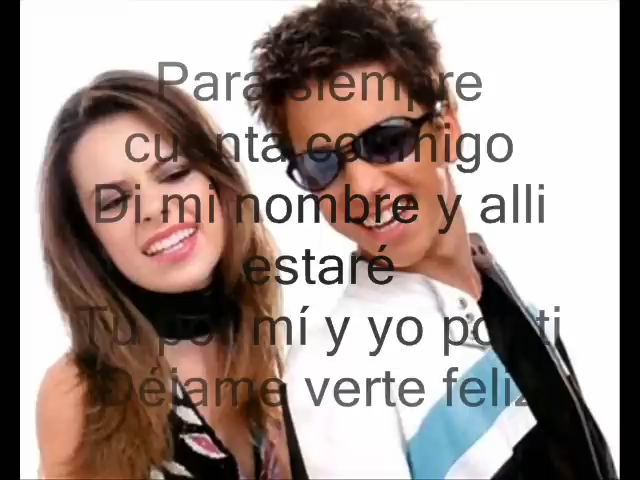 Para siempre
cuenta conmigo
Di mi nombre y alli
estaré
Tu por mí y yo por ti
Déjame verte feliz